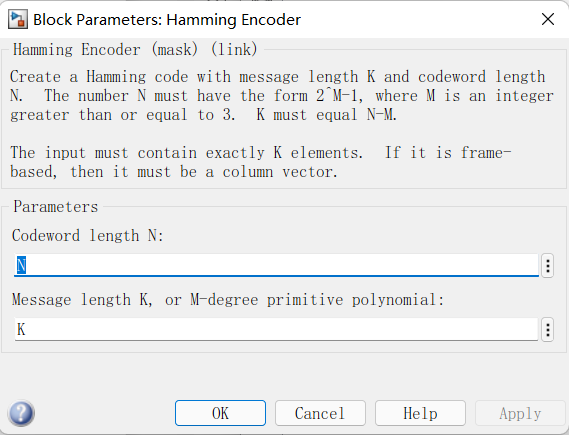 Block Parameters: Hamming Encoder
Hamming Encoder (mask) (link)
Create a Hamming code with message length K and codeword length
N.  The number N must have the form 2^M-1, where M is an integer
greater than or equal to 3.  K must equal N-M.
The input must contain exactly K elements.  If it is frame-
based, then it must be a column vector.
Parameters
Codeword length N:
N
Message length K, or M-degree primitive polynomial:
K
OK Cancel Help Apply